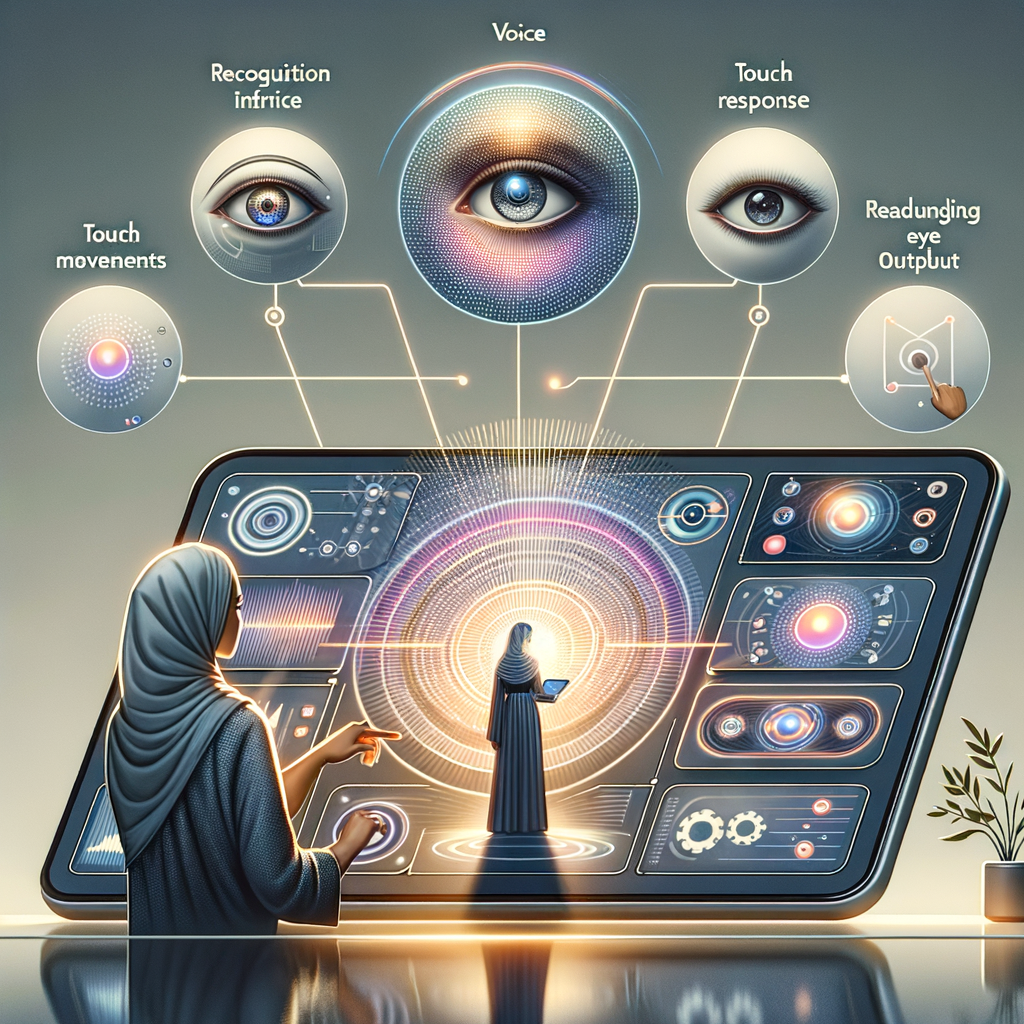 Voice
Recoguition
infrtice
Touch
response
Touch
movenents
Readunging
eye
Outplut